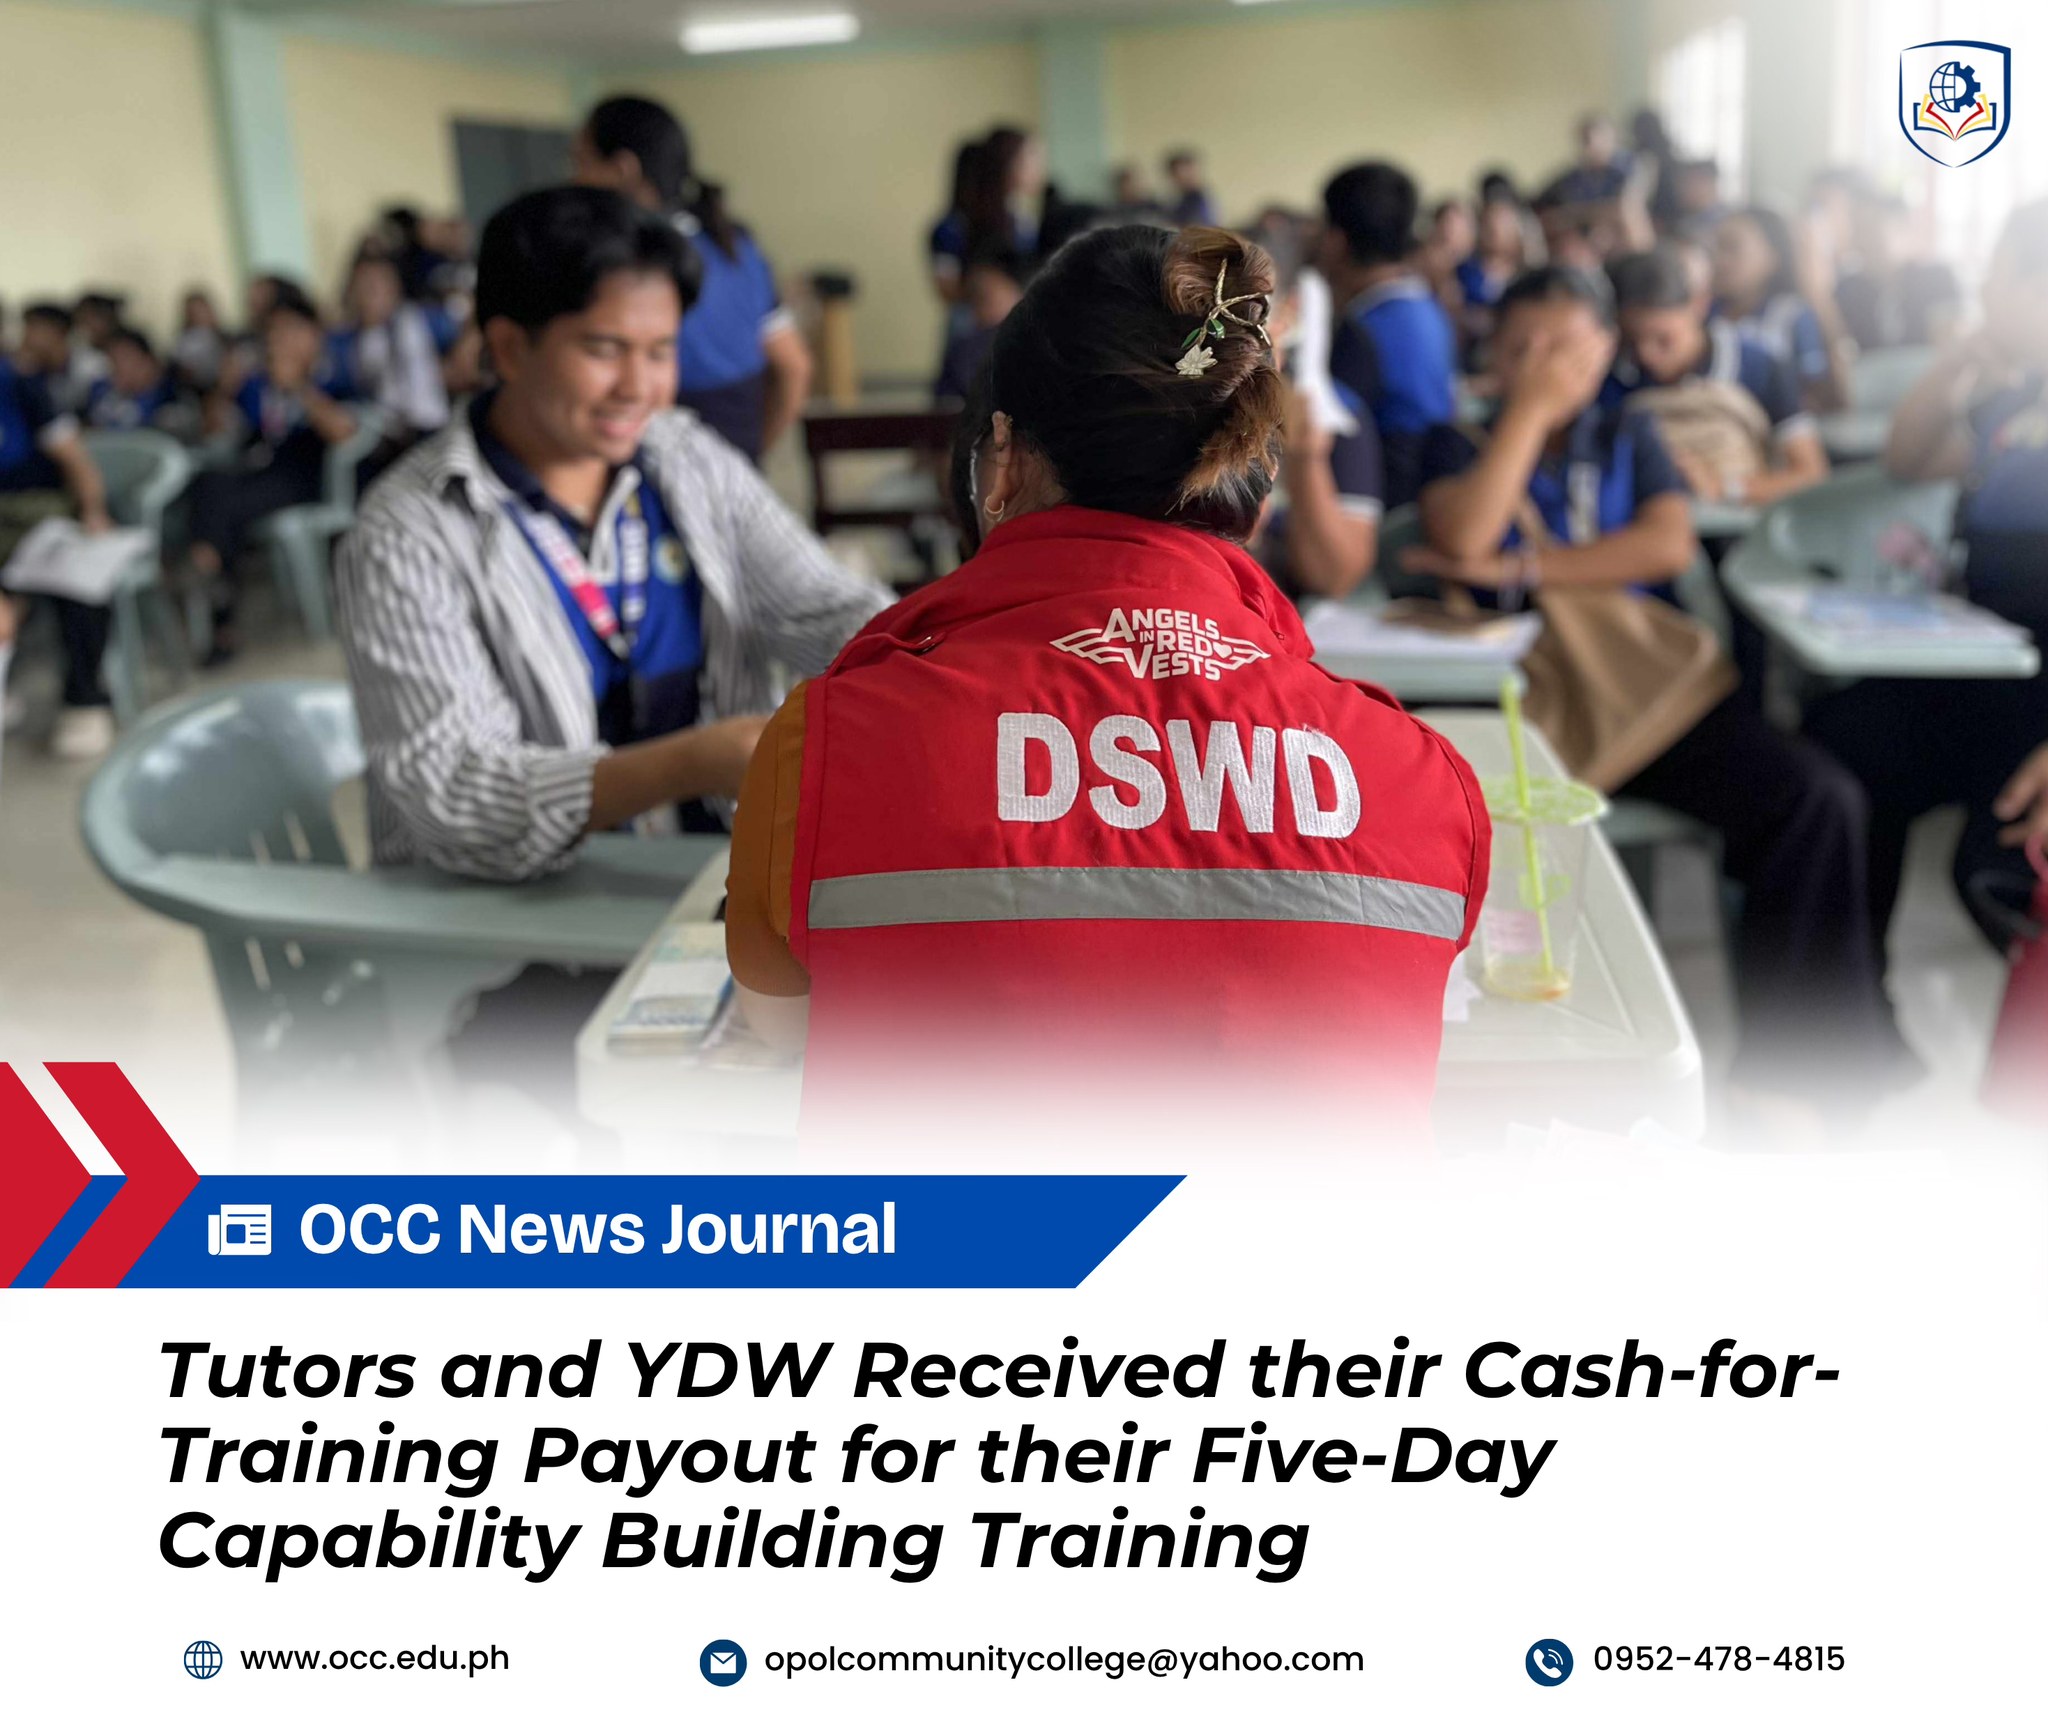 ANGELS
IN RED
VESTS
DSWD
OCC News Journal
Tutors and YDW Received their Cash-for-
Training Payout for their Five-Day
Capability Building Training
www.occ.edu.ph
opolcommunitycollege@yahoo.com
0952-478-4815